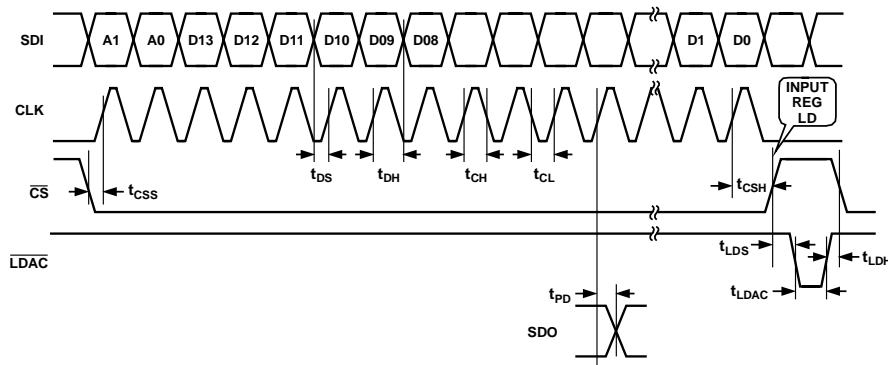 SDI A1 A0 D13 D12 D11 D10 D09 D08 D1 D0
INPUT
REG
LD
CLK
tDS tDH tCH tCL
tCSS tCSH
CS
LDAC
tLDS tLDH
tLDAC
tPD
SDO